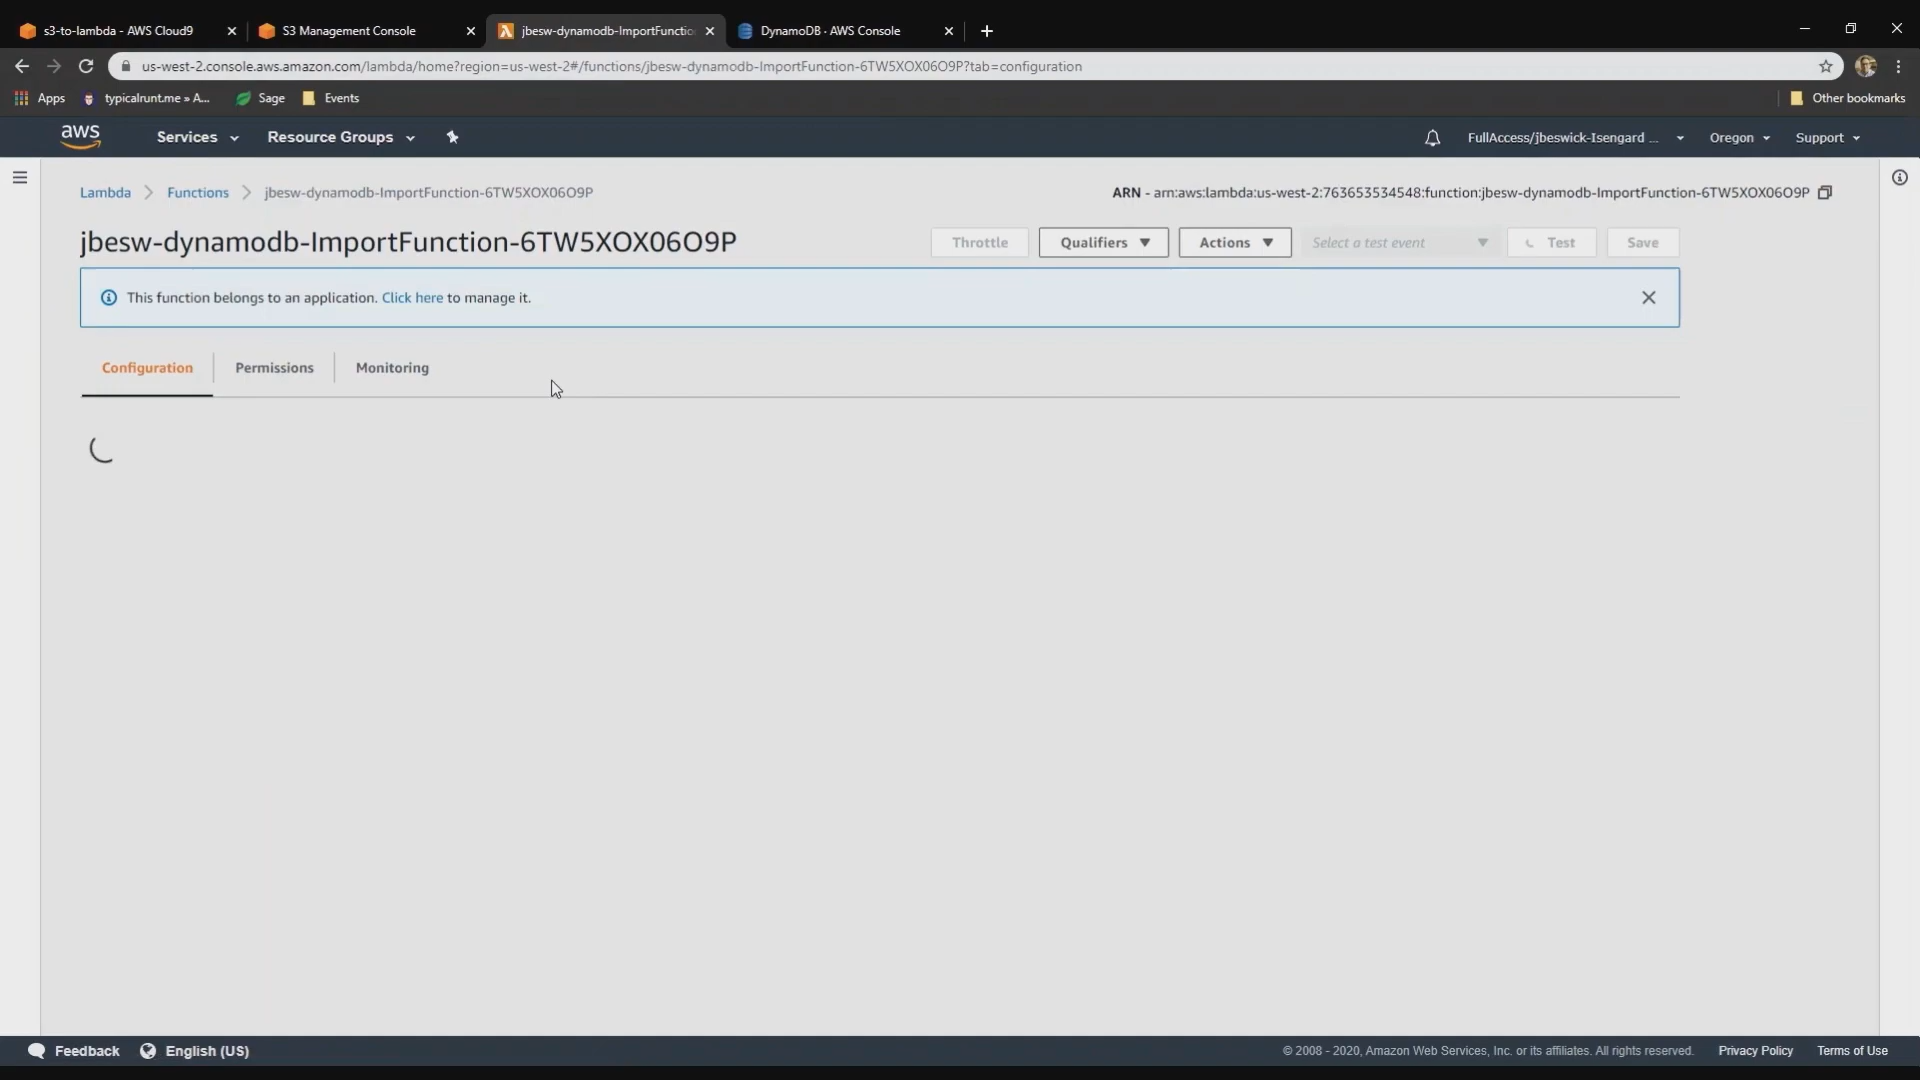 s3-to-lambda - AWS Cloud9
S3 Management Console
jbesw-dynamodb-ImportFunctio
DynamoDB · AWS Console
us-west-2.console.aws.amazon.com/lambda/home?region=us-west-2#/functions/jbesw-dynamodb-ImportFunction-6TW5XOX06O9P?tab=configuration
Apps
typicalrunt.me » A...
Sage
Events
Other bookmarks
aws
Services
Resource Groups
FullAccess/jbeswick-Isengard ...
Oregon
Support
Lambda
Functions
jbesw-dynamodb-ImportFunction-6TW5XOX06O9P
ARN - arn:aws:lambda:us-west-2:763653534548:function:jbesw-dynamodb-ImportFunction-6TW5XOX06O9P
jbesw-dynamodb-ImportFunction-6TW5XOX06O9P
Throttle
Qualifiers
Actions
Select a test event
Test
Save
This function belongs to an application. Click here to manage it.
Configuration
Permissions
Monitoring
Feedback
English (US)
© 2008 - 2020, Amazon Web Services, Inc. or its affiliates. All rights reserved.
Privacy Policy
Terms of Use